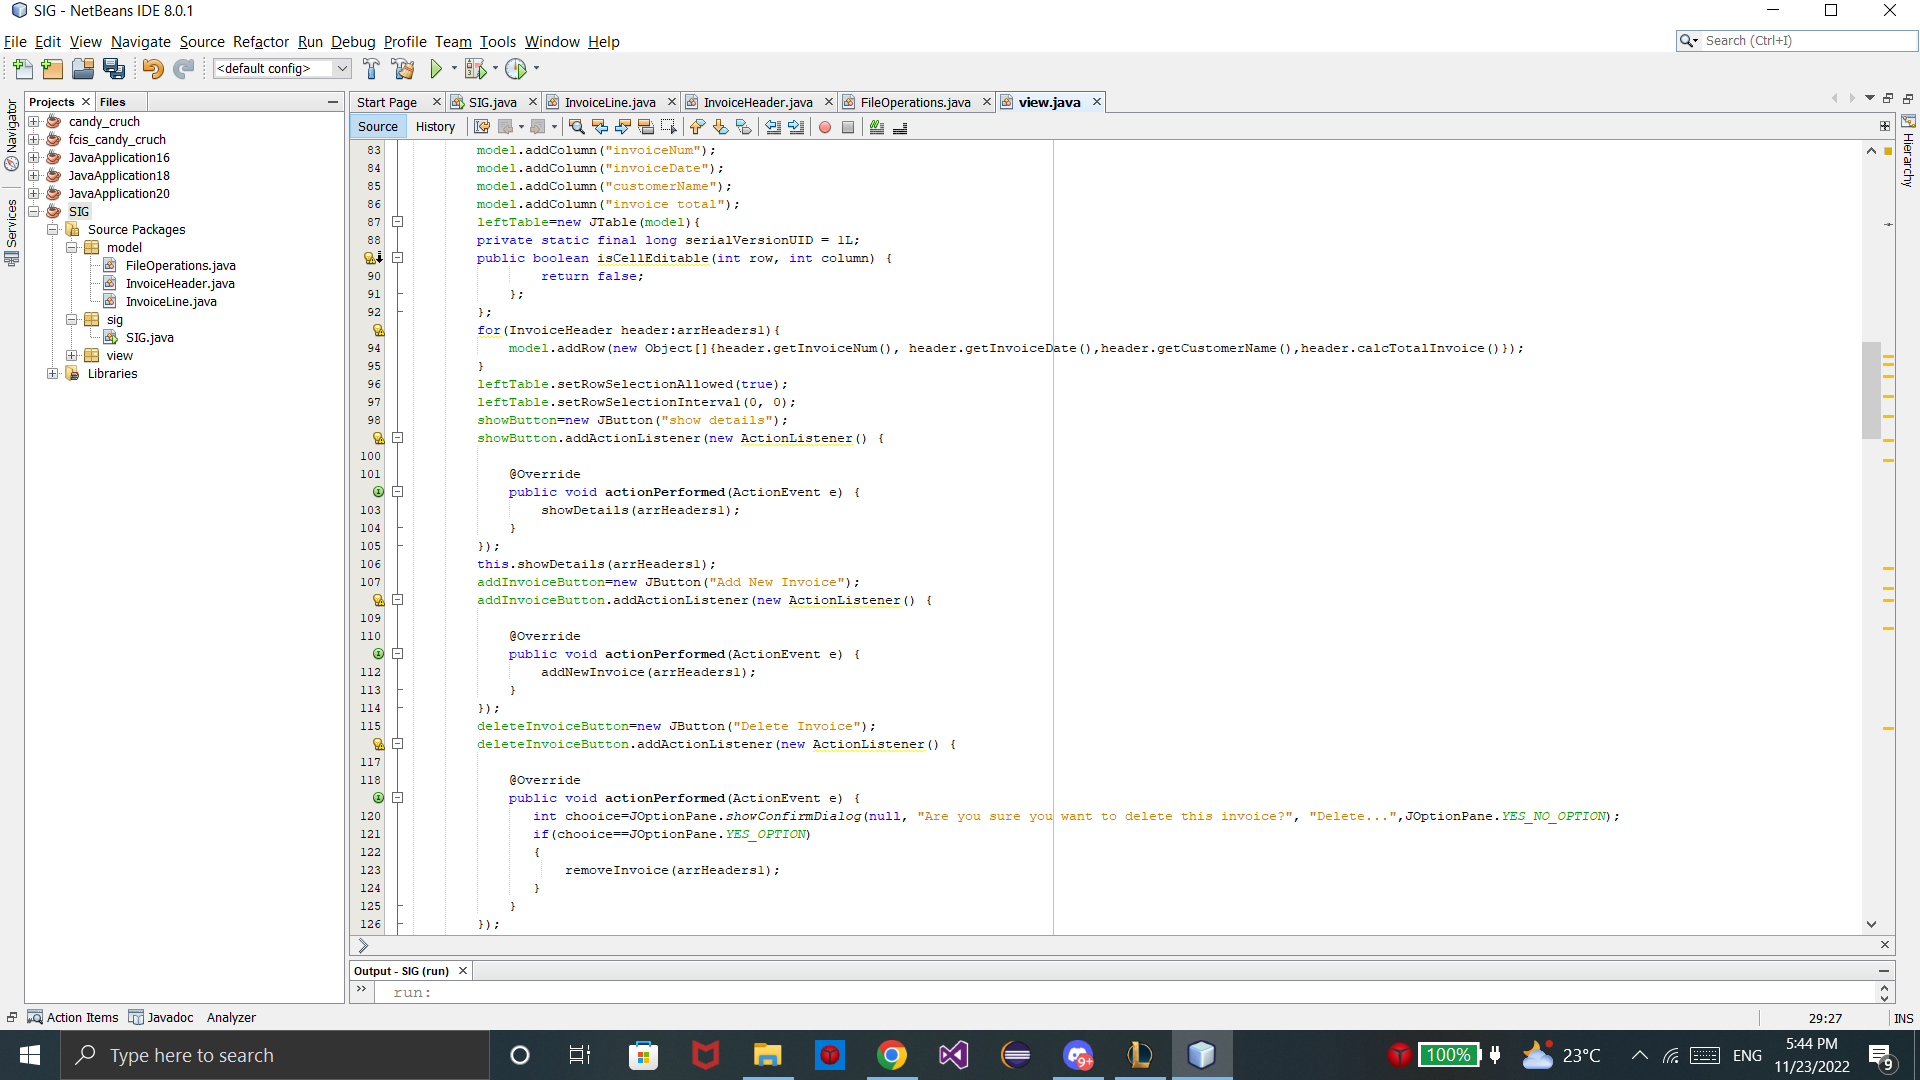 SIG - NetBeans IDE 8.0.1
File Edit View Navigate Source Refactor Run Debug Profile Team Tools Window Help
Search (Ctrl+I)
<default config>
Navigator
Services
Hierarchy
Projects Files
candy_cruch
fcis_candy_cruch
JavaApplication16
JavaApplication18
JavaApplication20
SIG
Source Packages
model
FileOperations.java
InvoiceHeader.java
InvoiceLine.java
sig
SIG.java
view
Libraries
Start Page SIG.java InvoiceLine.java InvoiceHeader.java FileOperations.java view.java
Source History
83 model.addColumn("invoiceNum");
84 model.addColumn("invoiceDate");
85 model.addColumn("customerName");
86 model.addColumn("invoice total");
87 leftTable=new JTable(model){
88 private static final long serialVersionUID = 1L;
public boolean isCellEditable(int row, int column) {
90 return false;
91 };
92 };
for(InvoiceHeader header:arrHeaders1){
94 model.addRow(new Object[]{header.getInvoiceNum(), header.getInvoiceDate(),header.getCustomerName(),header.calcTotalInvoice()});
95 }
96 leftTable.setRowSelectionAllowed(true);
97 leftTable.setRowSelectionInterval(0, 0);
98 showButton=new JButton("show details");
showButton.addActionListener(new ActionListener() {
100
101 @Override
public void actionPerformed(ActionEvent e) {
103 showDetails(arrHeaders1);
104 }
105 });
106 this.showDetails(arrHeaders1);
107 addInvoiceButton=new JButton("Add New Invoice");
addInvoiceButton.addActionListener(new ActionListener() {
109
110 @Override
public void actionPerformed(ActionEvent e) {
112 addNewInvoice(arrHeaders1);
113 }
114 });
115 deleteInvoiceButton=new JButton("Delete Invoice");
deleteInvoiceButton.addActionListener(new ActionListener() {
117
118 @Override
public void actionPerformed(ActionEvent e) {
120 int chooice=JOptionPane.showConfirmDialog(null, "Are you sure you want to delete this invoice?", "Delete...",JOptionPane.YES_NO_OPTION);
121 if(chooice==JOptionPane.YES_OPTION)
122 {
123 removeInvoice(arrHeaders1);
124 }
125 }
126 });
Output - SIG (run)
run:
Action Items Javadoc Analyzer
29:27 INS
Type here to search
9+
100%
23°C
ENG
5:44 PM
11/23/2022
9